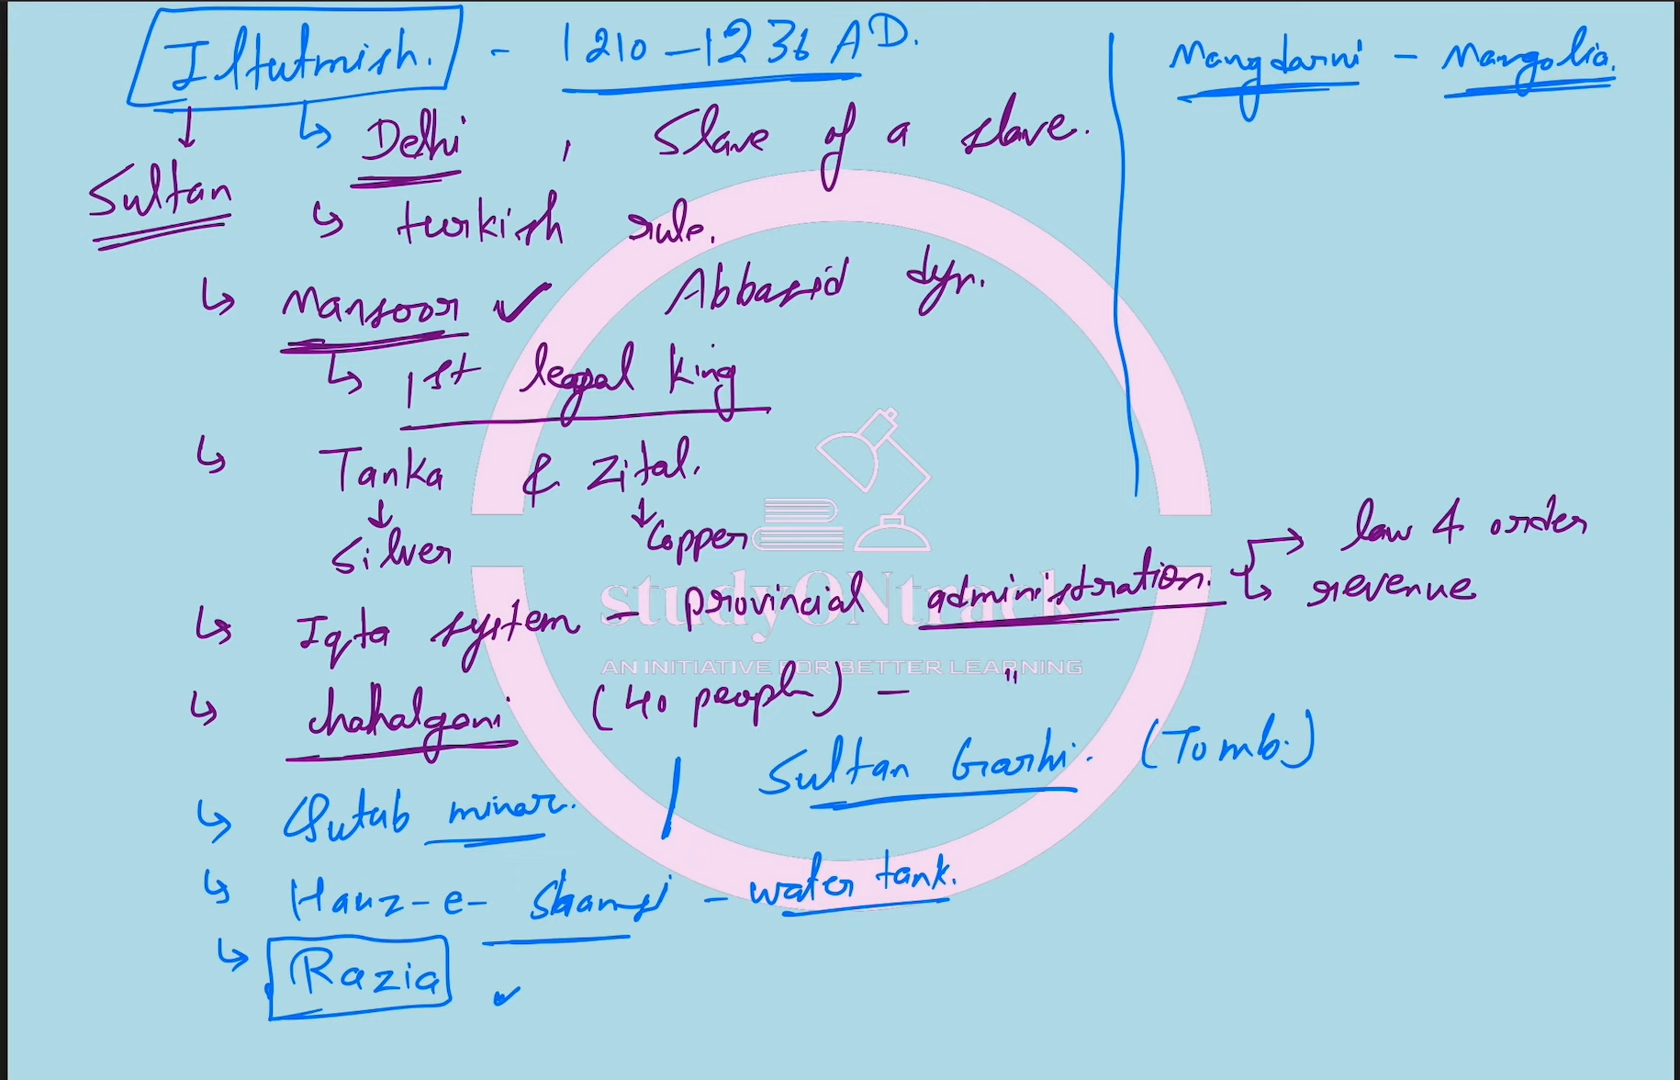 Iltutmish. - 1210-1236 AD.
Mangdarni - Mangolia.
Delhi, Slave of a slave.
Sultan
turkish rule.
Mansoor ✓ Abbasid dyn.
1st legal king
Tanka & Zital.
Silver Copper
Iqta system - provincial administration. law & order
revenue
studyONtrack
AN INITIATIVE FOR BETTER LEARNING
chahalgani (40 people) - "
Qutab minar. / Sultan Garhi. (Tomb.)
Hauz-e-Shamsi - water tank.
Razia ✓